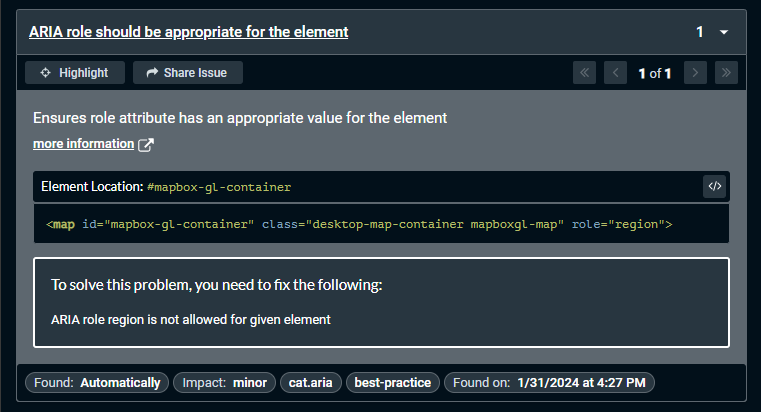 ARIA role should be appropriate for the element 1
Highlight Share Issue 1 of 1
Ensures role attribute has an appropriate value for the element
more information
Element Location: #mapbox-gl-container </>
<map id="mapbox-gl-container" class="desktop-map-container mapboxgl-map" role="region">
To solve this problem, you need to fix the following:
ARIA role region is not allowed for given element
Found: Automatically Impact: minor cat.aria best-practice Found on: 1/31/2024 at 4:27 PM